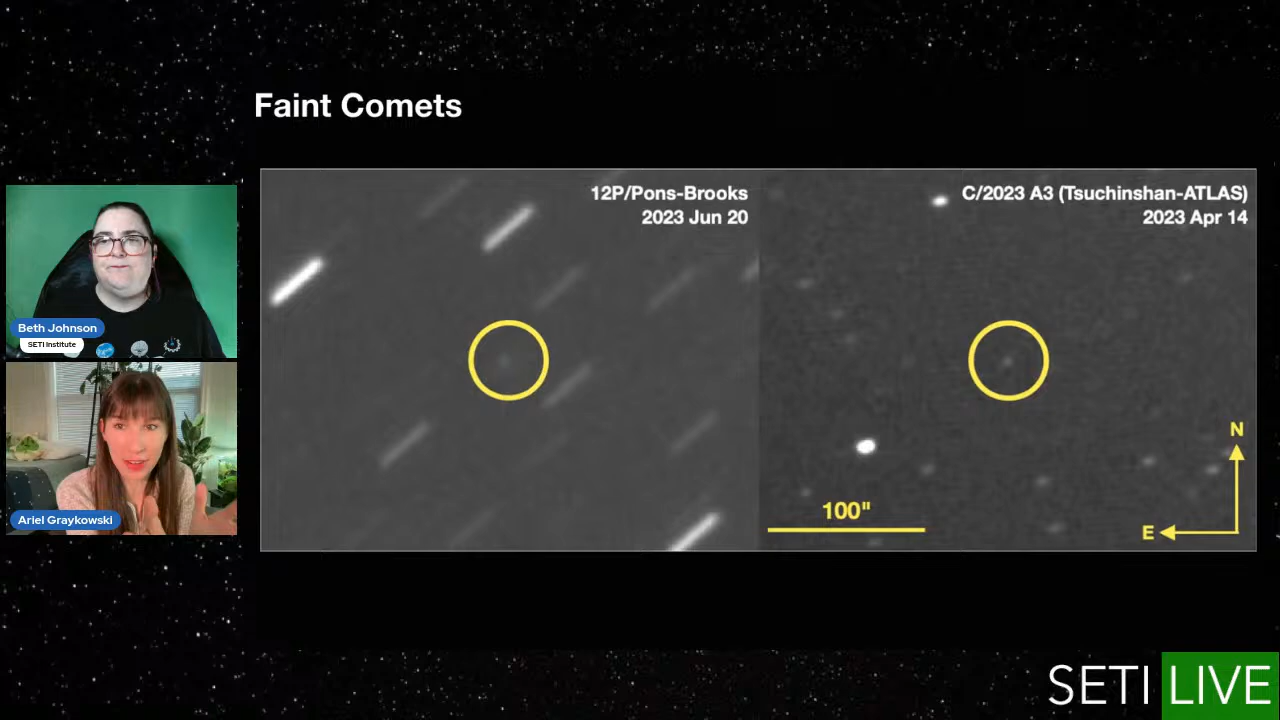 Faint Comets
12P/Pons-Brooks
2023 Jun 20
C/2023 A3 (Tsuchinshan-ATLAS)
2023 Apr 14
Beth Johnson
SETI Institute
Ariel Graykowski
100"
N
E
SETI LIVE